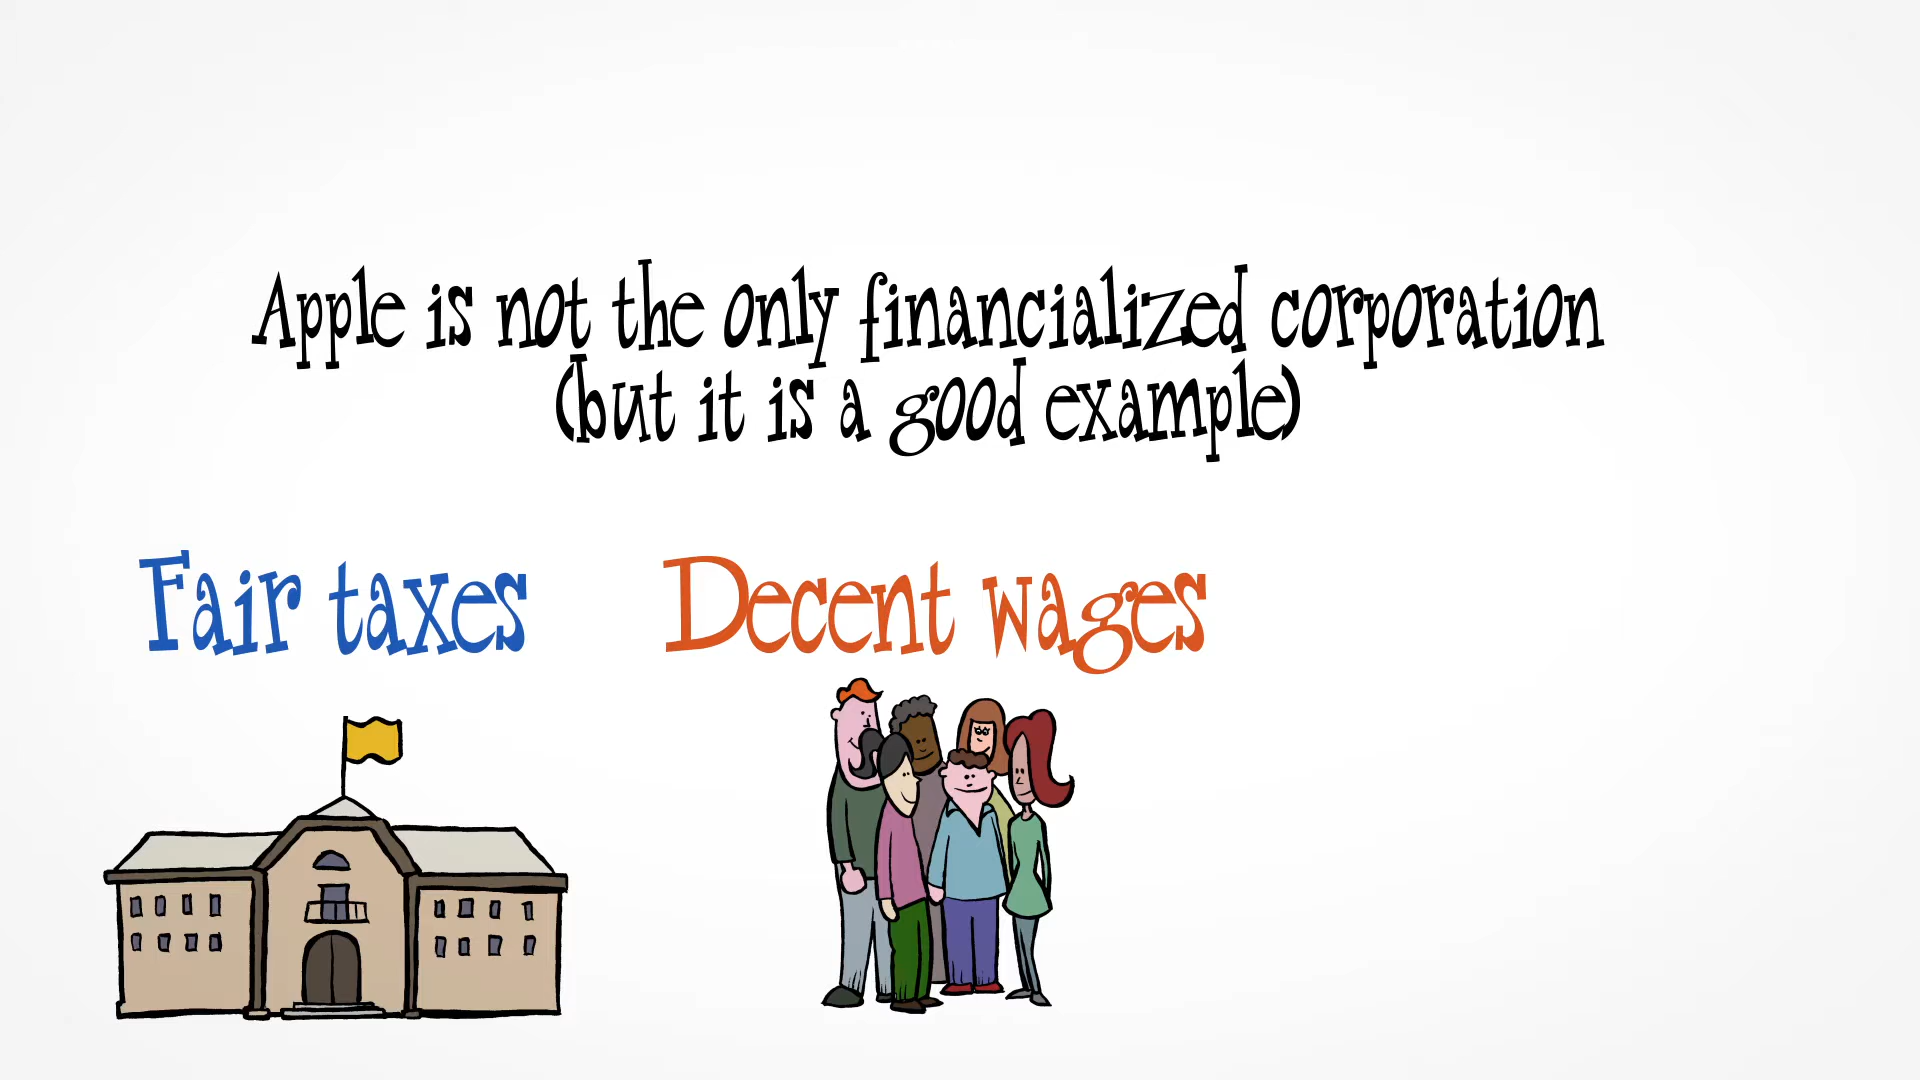 Apple is not the only financialized corporation
(but it is a good example)
Fair taxes
Decent wages